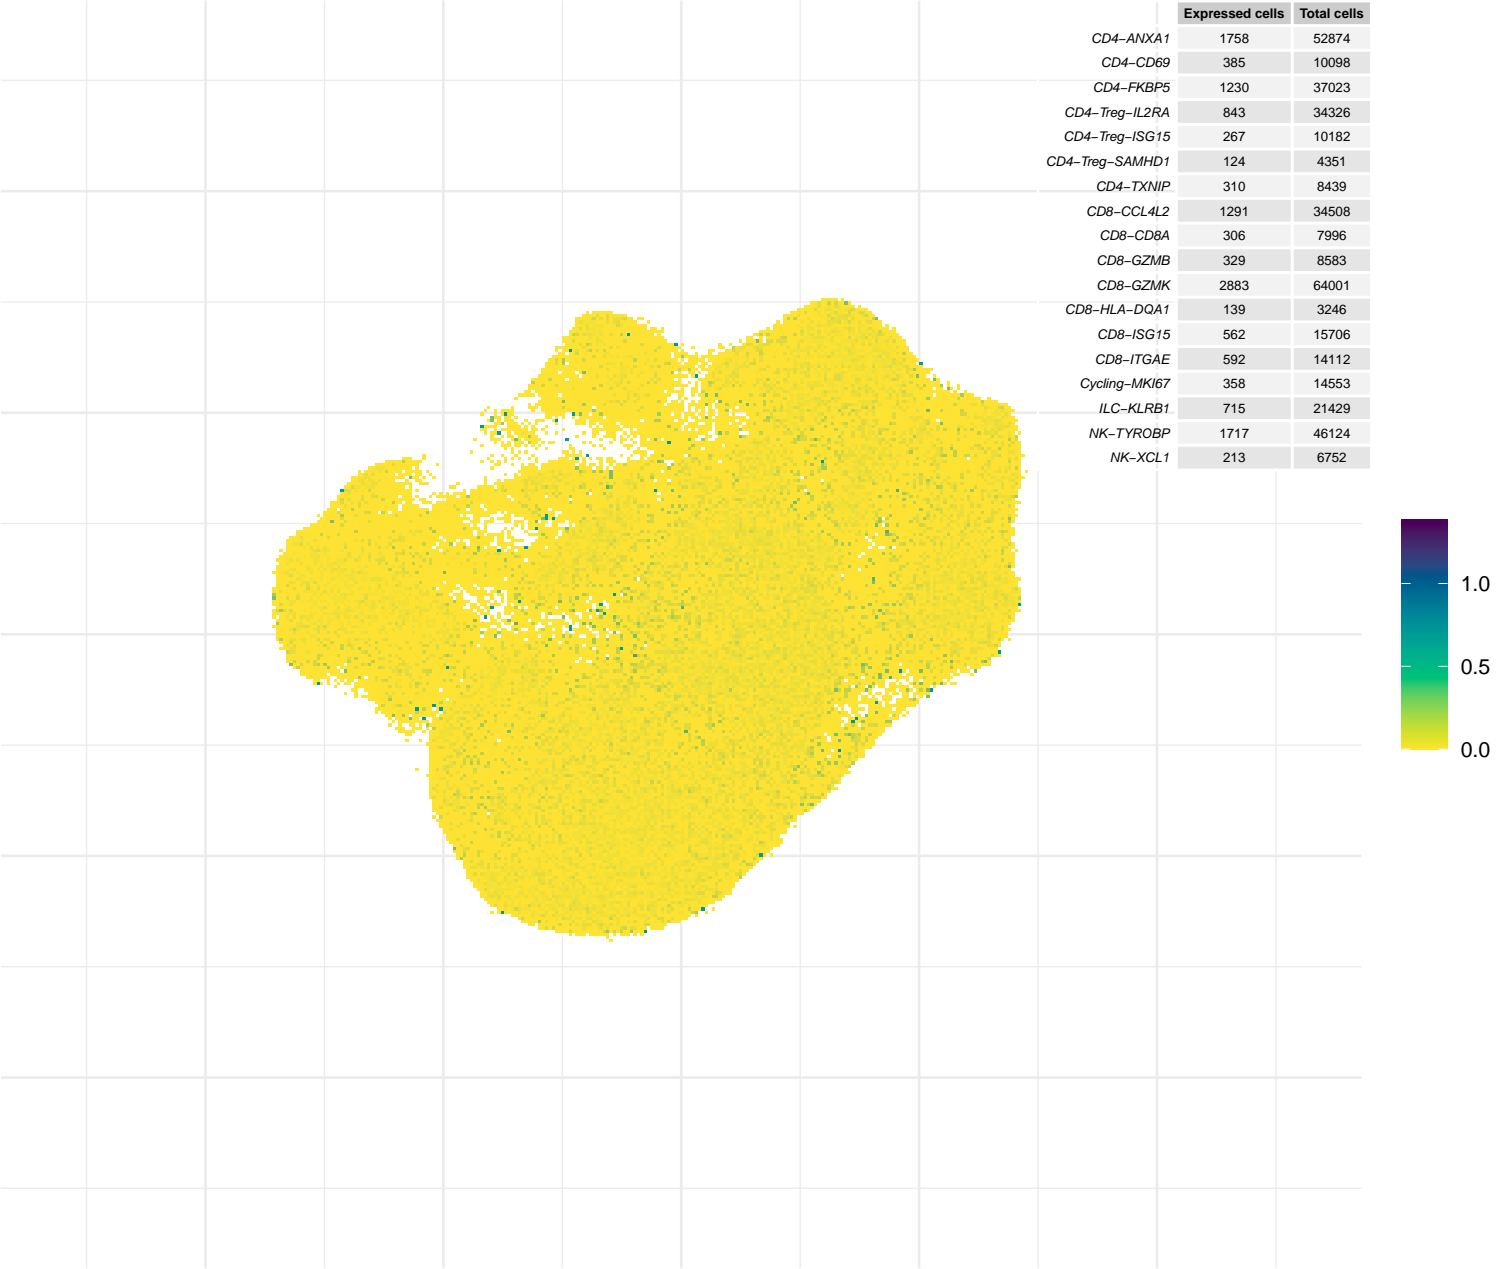 Expressed cells Total cells
CD4−ANXA1 1758 52874
CD4−CD69 385 10098
CD4−FKBP5 1230 37023
CD4−Treg−IL2RA 843 34326
CD4−Treg−ISG15 267 10182
CD4−Treg−SAMHD1 124 4351
CD4−TXNIP 310 8439
CD8−CCL4L2 1291 34508
CD8−CD8A 306 7996
CD8−GZMB 329 8583
CD8−GZMK 2883 64001
CD8−HLA−DQA1 139 3246
CD8−ISG15 562 15706
CD8−ITGAE 592 14112
Cycling−MKI67 358 14553
ILC−KLRB1 715 21429
NK−TYROBP 1717 46124
NK−XCL1 213 6752
1.0
0.5
0.0